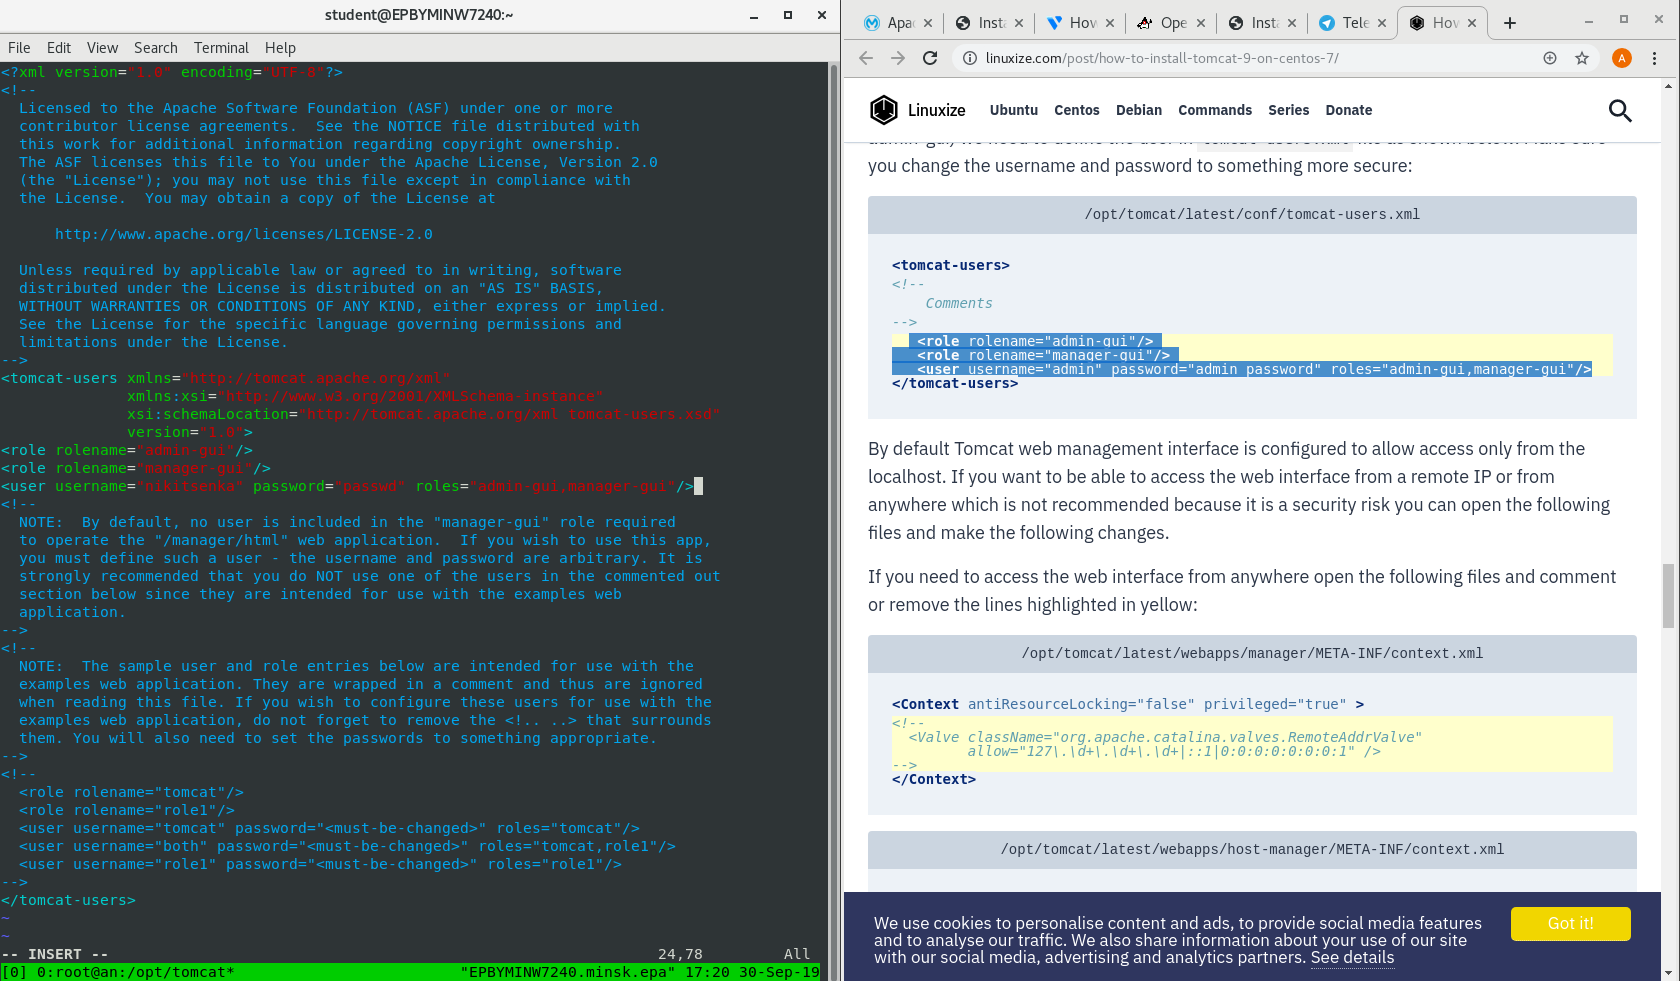 student@EPBYMINW7240:~
File Edit View Search Terminal Help
<?xml version="1.0" encoding="UTF-8"?>
<!--
  Licensed to the Apache Software Foundation (ASF) under one or more
  contributor license agreements.  See the NOTICE file distributed with
  this work for additional information regarding copyright ownership.
  The ASF licenses this file to You under the Apache License, Version 2.0
  (the "License"); you may not use this file except in compliance with
  the License.  You may obtain a copy of the License at
      http://www.apache.org/licenses/LICENSE-2.0
  Unless required by applicable law or agreed to in writing, software
  distributed under the License is distributed on an "AS IS" BASIS,
  WITHOUT WARRANTIES OR CONDITIONS OF ANY KIND, either express or implied.
  See the License for the specific language governing permissions and
  limitations under the License.
-->
<tomcat-users xmlns="http://tomcat.apache.org/xml"
              xmlns:xsi="http://www.w3.org/2001/XMLSchema-instance"
              xsi:schemaLocation="http://tomcat.apache.org/xml tomcat-users.xsd"
              version="1.0">
<role rolename="admin-gui"/>
<role rolename="manager-gui"/>
<user username="nikitsenka" password="passwd" roles="admin-gui,manager-gui"/>
<!--
  NOTE:  By default, no user is included in the "manager-gui" role required
  to operate the "/manager/html" web application.  If you wish to use this app,
  you must define such a user - the username and password are arbitrary. It is
  strongly recommended that you do NOT use one of the users in the commented out
  section below since they are intended for use with the examples web
  application.
-->
<!--
  NOTE:  The sample user and role entries below are intended for use with the
  examples web application. They are wrapped in a comment and thus are ignored
  when reading this file. If you wish to configure these users for use with the
  examples web application, do not forget to remove the <!.. ..> that surrounds
  them. You will also need to set the passwords to something appropriate.
-->
<!--
  <role rolename="tomcat"/>
  <role rolename="role1"/>
  <user username="tomcat" password="<must-be-changed>" roles="tomcat"/>
  <user username="both" password="<must-be-changed>" roles="tomcat,role1"/>
  <user username="role1" password="<must-be-changed>" roles="role1"/>
-->
</tomcat-users>
~
~
-- INSERT -- 24,78 All
[0] 0:root@an:/opt/tomcat* "EPBYMINW7240.minsk.epa" 17:20 30-Sep-19
Apac Inst How Ope Insta Tele How
linuxize.com/post/how-to-install-tomcat-9-on-centos-7/
A
Linuxize Ubuntu Centos Debian Commands Series Donate
you change the username and password to something more secure:
/opt/tomcat/latest/conf/tomcat-users.xml
<tomcat-users>
<!--
    Comments
-->
   <role rolename="admin-gui"/>
   <role rolename="manager-gui"/>
   <user username="admin" password="admin_password" roles="admin-gui,manager-gui"/>
</tomcat-users>
By default Tomcat web management interface is configured to allow access only from the
localhost. If you want to be able to access the web interface from a remote IP or from
anywhere which is not recommended because it is a security risk you can open the following
files and make the following changes.
If you need to access the web interface from anywhere open the following files and comment
or remove the lines highlighted in yellow:
/opt/tomcat/latest/webapps/manager/META-INF/context.xml
<Context antiResourceLocking="false" privileged="true" >
<!--
  <Valve className="org.apache.catalina.valves.RemoteAddrValve"
         allow="127\.\d+\.\d+\.\d+|::1|0:0:0:0:0:0:0:1" />
-->
</Context>
/opt/tomcat/latest/webapps/host-manager/META-INF/context.xml
We use cookies to personalise content and ads, to provide social media features
and to analyse our traffic. We also share information about your use of our site
with our social media, advertising and analytics partners. See details
Got it!